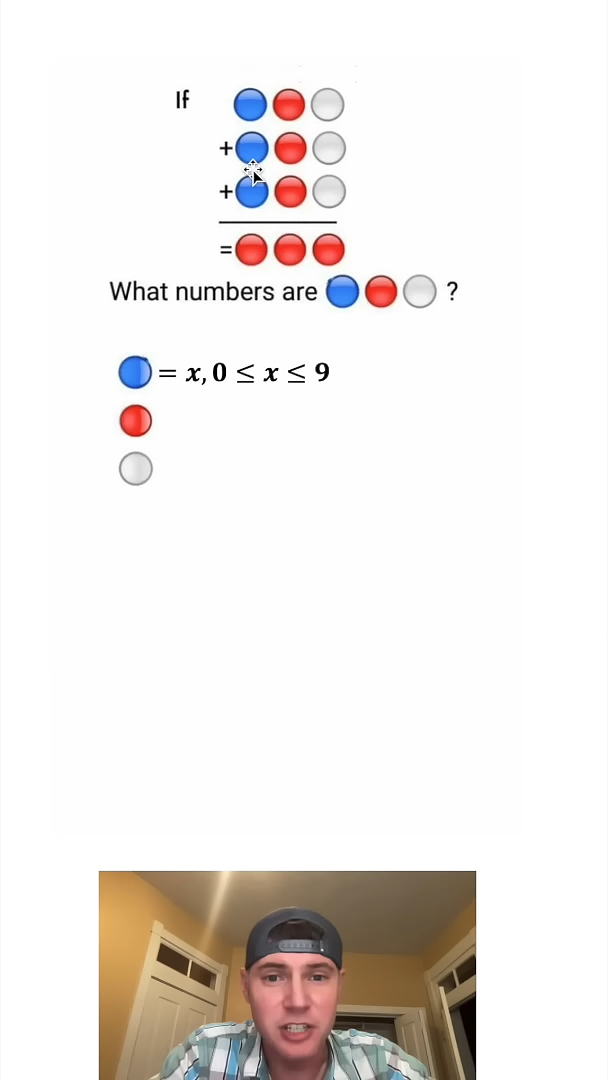 If
+
+
=
What numbers are ?
= x, 0 ≤ x ≤ 9